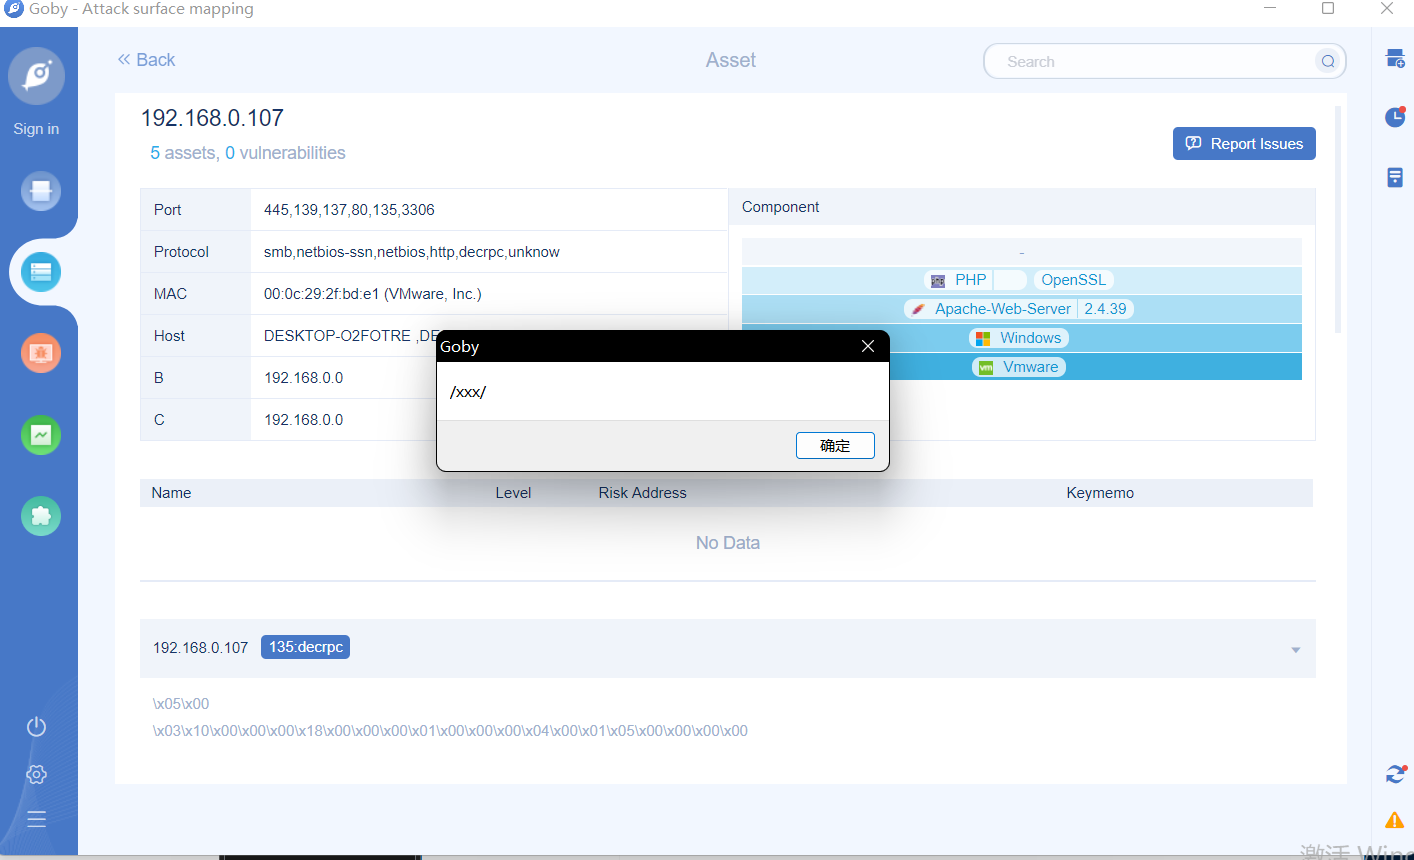 Goby - Attack surface mapping
Back
Asset
Search
Sign in
192.168.0.107
5 assets, 0 vulnerabilities
Report Issues
Port
445,139,137,80,135,3306
Protocol
smb,netbios-ssn,netbios,http,decrpc,unknow
MAC
00:0c:29:2f:bd:e1 (VMware, Inc.)
Host
DESKTOP-O2FOTRE ,DE
B
192.168.0.0
C
192.168.0.0
Component
-
PHP
OpenSSL
Apache-Web-Server 2.4.39
Windows
vm Vmware
Goby
/xxx/
确定
Name Level Risk Address Keymemo
No Data
192.168.0.107 135:decrpc
\x05\x00
\x03\x10\x00\x00\x00\x18\x00\x00\x00\x01\x00\x00\x00\x04\x00\x01\x05\x00\x00\x00\x00
激活 Wind